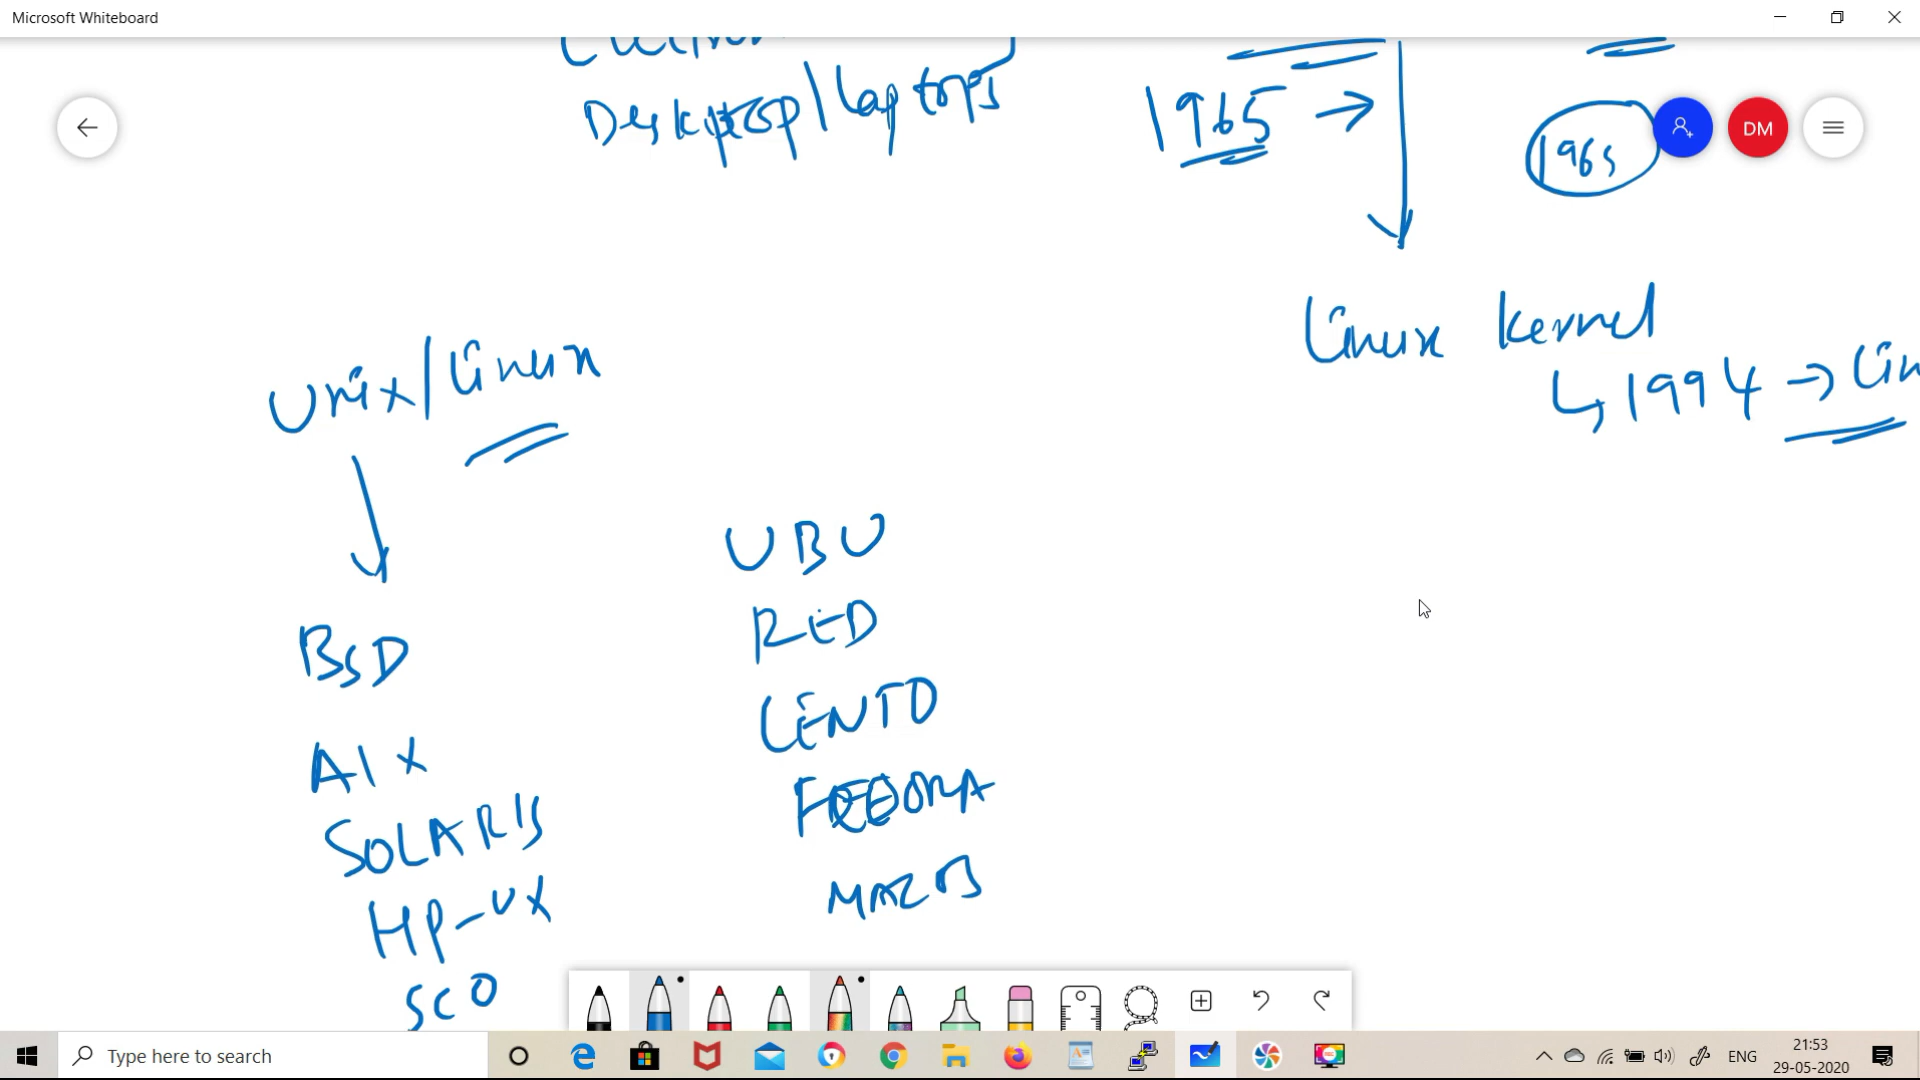 Microsoft Whiteboard
Desktop/laptops
1965 →
1965
DM
Linux kernel
↳ 1994 → Lin
Unix/Linux
BSD
AIX
SOLARIS
HP-UX
SCO
UBU
RED
CENTO
FEDORA
Type here to search
ENG
21:53
29-05-2020